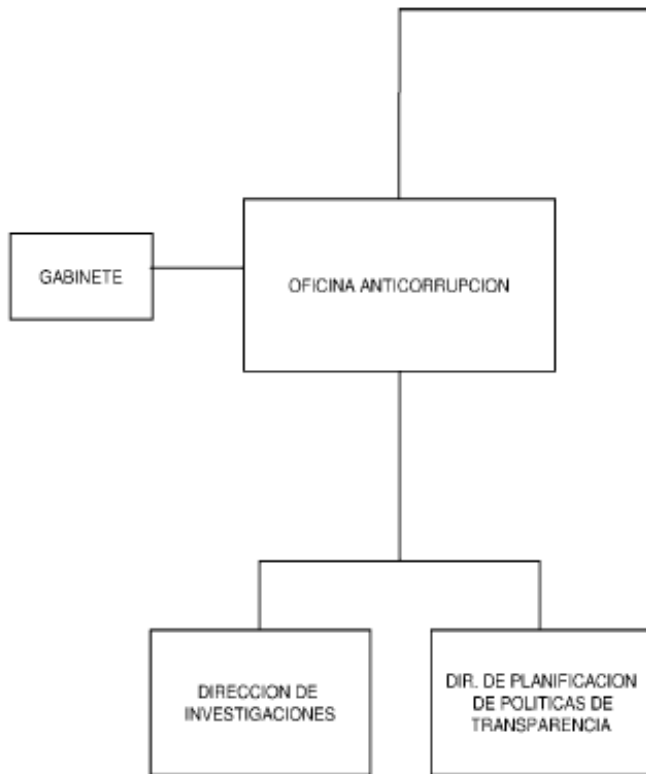 GABINETE
OFICINA ANTICORRUPCION
DIRECCION DE
INVESTIGACIONES
DIR. DE PLANIFICACION
DE POLITICAS DE
TRANSPARENCIA